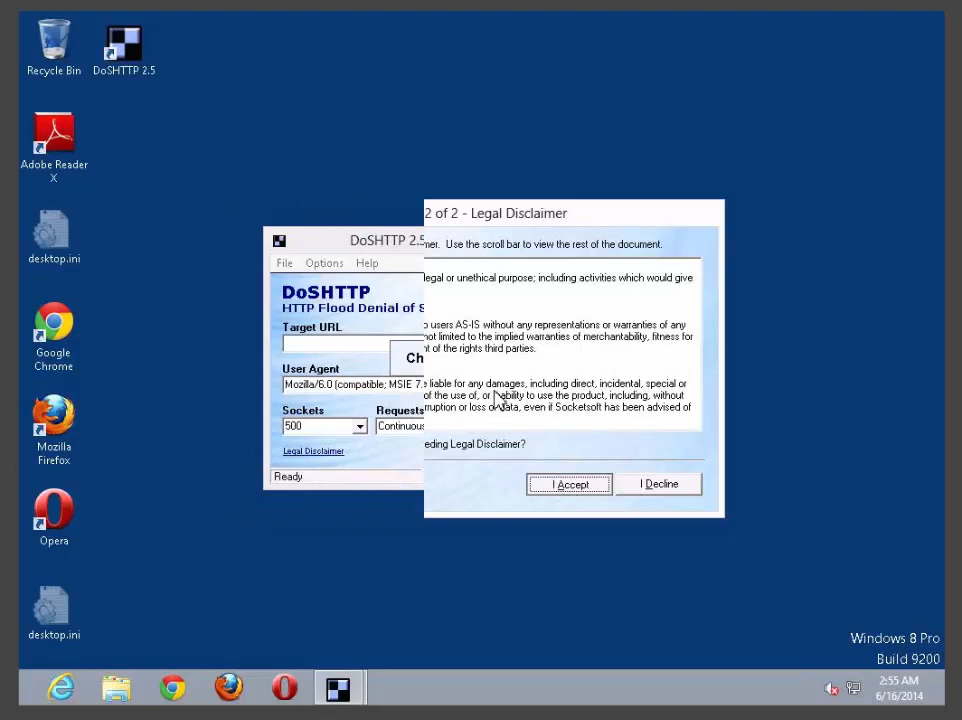 Recycle Bin
DoSHTTP 2.5
Adobe Reader
X
desktop.ini
Google
Chrome
Mozilla
Firefox
Opera
desktop.ini
DoSHTTP 2.5
File Options Help
DoSHTTP
HTTP Flood Denial of S
Target URL
Ch
User Agent
Mozilla/6.0 (compatible; MSIE 7.
Sockets
Requests
500
Continuous
Legal Disclaimer
Ready
2 of 2 - Legal Disclaimer
mer. Use the scroll bar to view the rest of the document.
legal or unethical purpose; including activities which would give
o users AS-IS without any representations or warranties of any
not limited to the implied warranties of merchantability, fitness for
nt of the rights third parties.
e liable for any damages, including direct, incidental, special or
of the use of, or inability to use the product, including, without
rruption or loss of data, even if Socketsoft has been advised of
eding Legal Disclaimer?
I Accept
I Decline
Windows 8 Pro
Build 9200
2:55 AM
6/16/2014